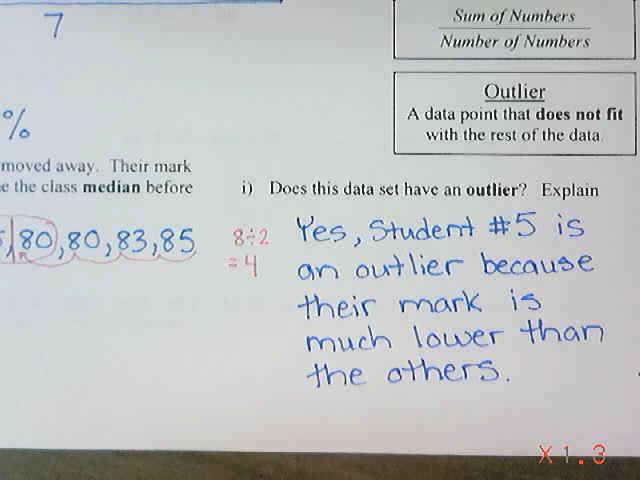 7
Sum of Numbers
Number of Numbers
Outlier
A data point that does not fit
with the rest of the data.
%
moved away. Their mark
e the class median before
i) Does this data set have an outlier? Explain
,80,80,83,85
8÷2
=4
Yes, Student #5 is
an outlier because
their mark is
much lower than
the others.
X1.3